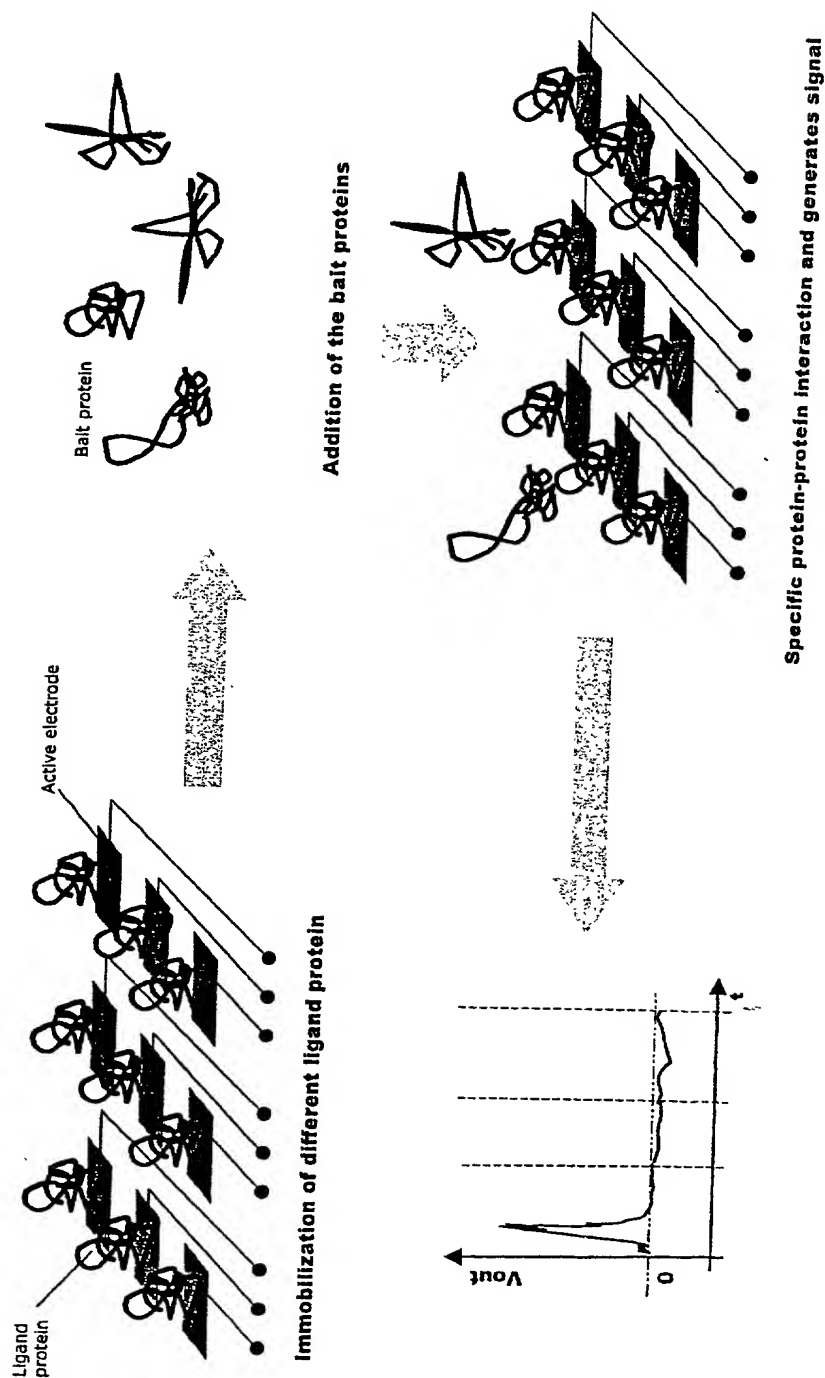 Ligand
protein
Active electrode
Immobilization of different ligand protein
Bait protein
Addition of the bait proteins
Specific protein-protein interaction and generates signal
Vout
0
t